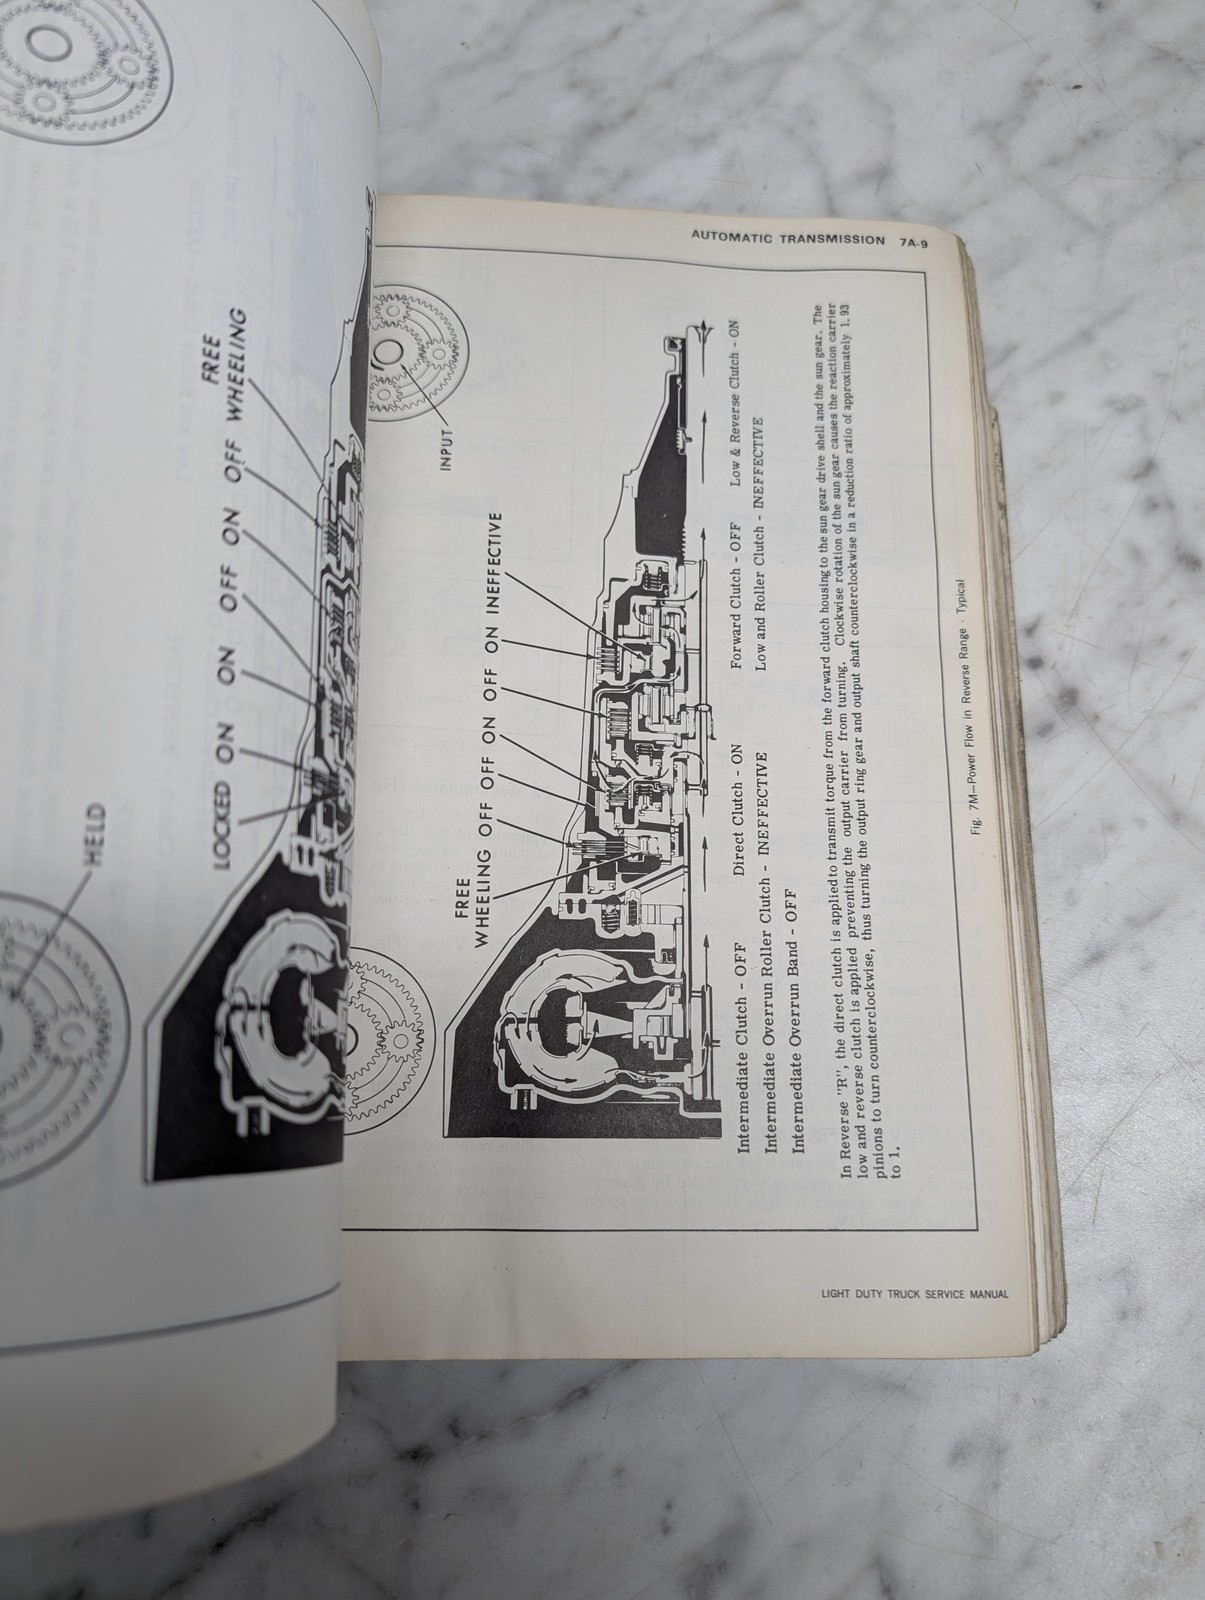 HELD
FREE
LOCKED ON ON OFF ON OFF WHEELING
AUTOMATIC TRANSMISSION 7A-9
INPUT
FREE
WHEELING OFF OFF ON OFF ON INEFFECTIVE
Intermediate Clutch - OFF Direct Clutch - ON Forward Clutch - OFF Low & Reverse Clutch - ON
Intermediate Overrun Roller Clutch - INEFFECTIVE Low and Roller Clutch - INEFFECTIVE
Intermediate Overrun Band - OFF
In Reverse "R", the direct clutch is applied to transmit torque from the forward clutch housing to the sun gear drive shell and the sun gear. The
low and reverse clutch is applied preventing the output carrier from turning. Clockwise rotation of the sun gear causes the reaction carrier
pinions to turn counterclockwise, thus turning the output ring gear and output shaft counterclockwise in a reduction ratio of approximately 1.93
to 1.
Fig. 7M—Power Flow in Reverse Range - Typical
LIGHT DUTY TRUCK SERVICE MANUAL